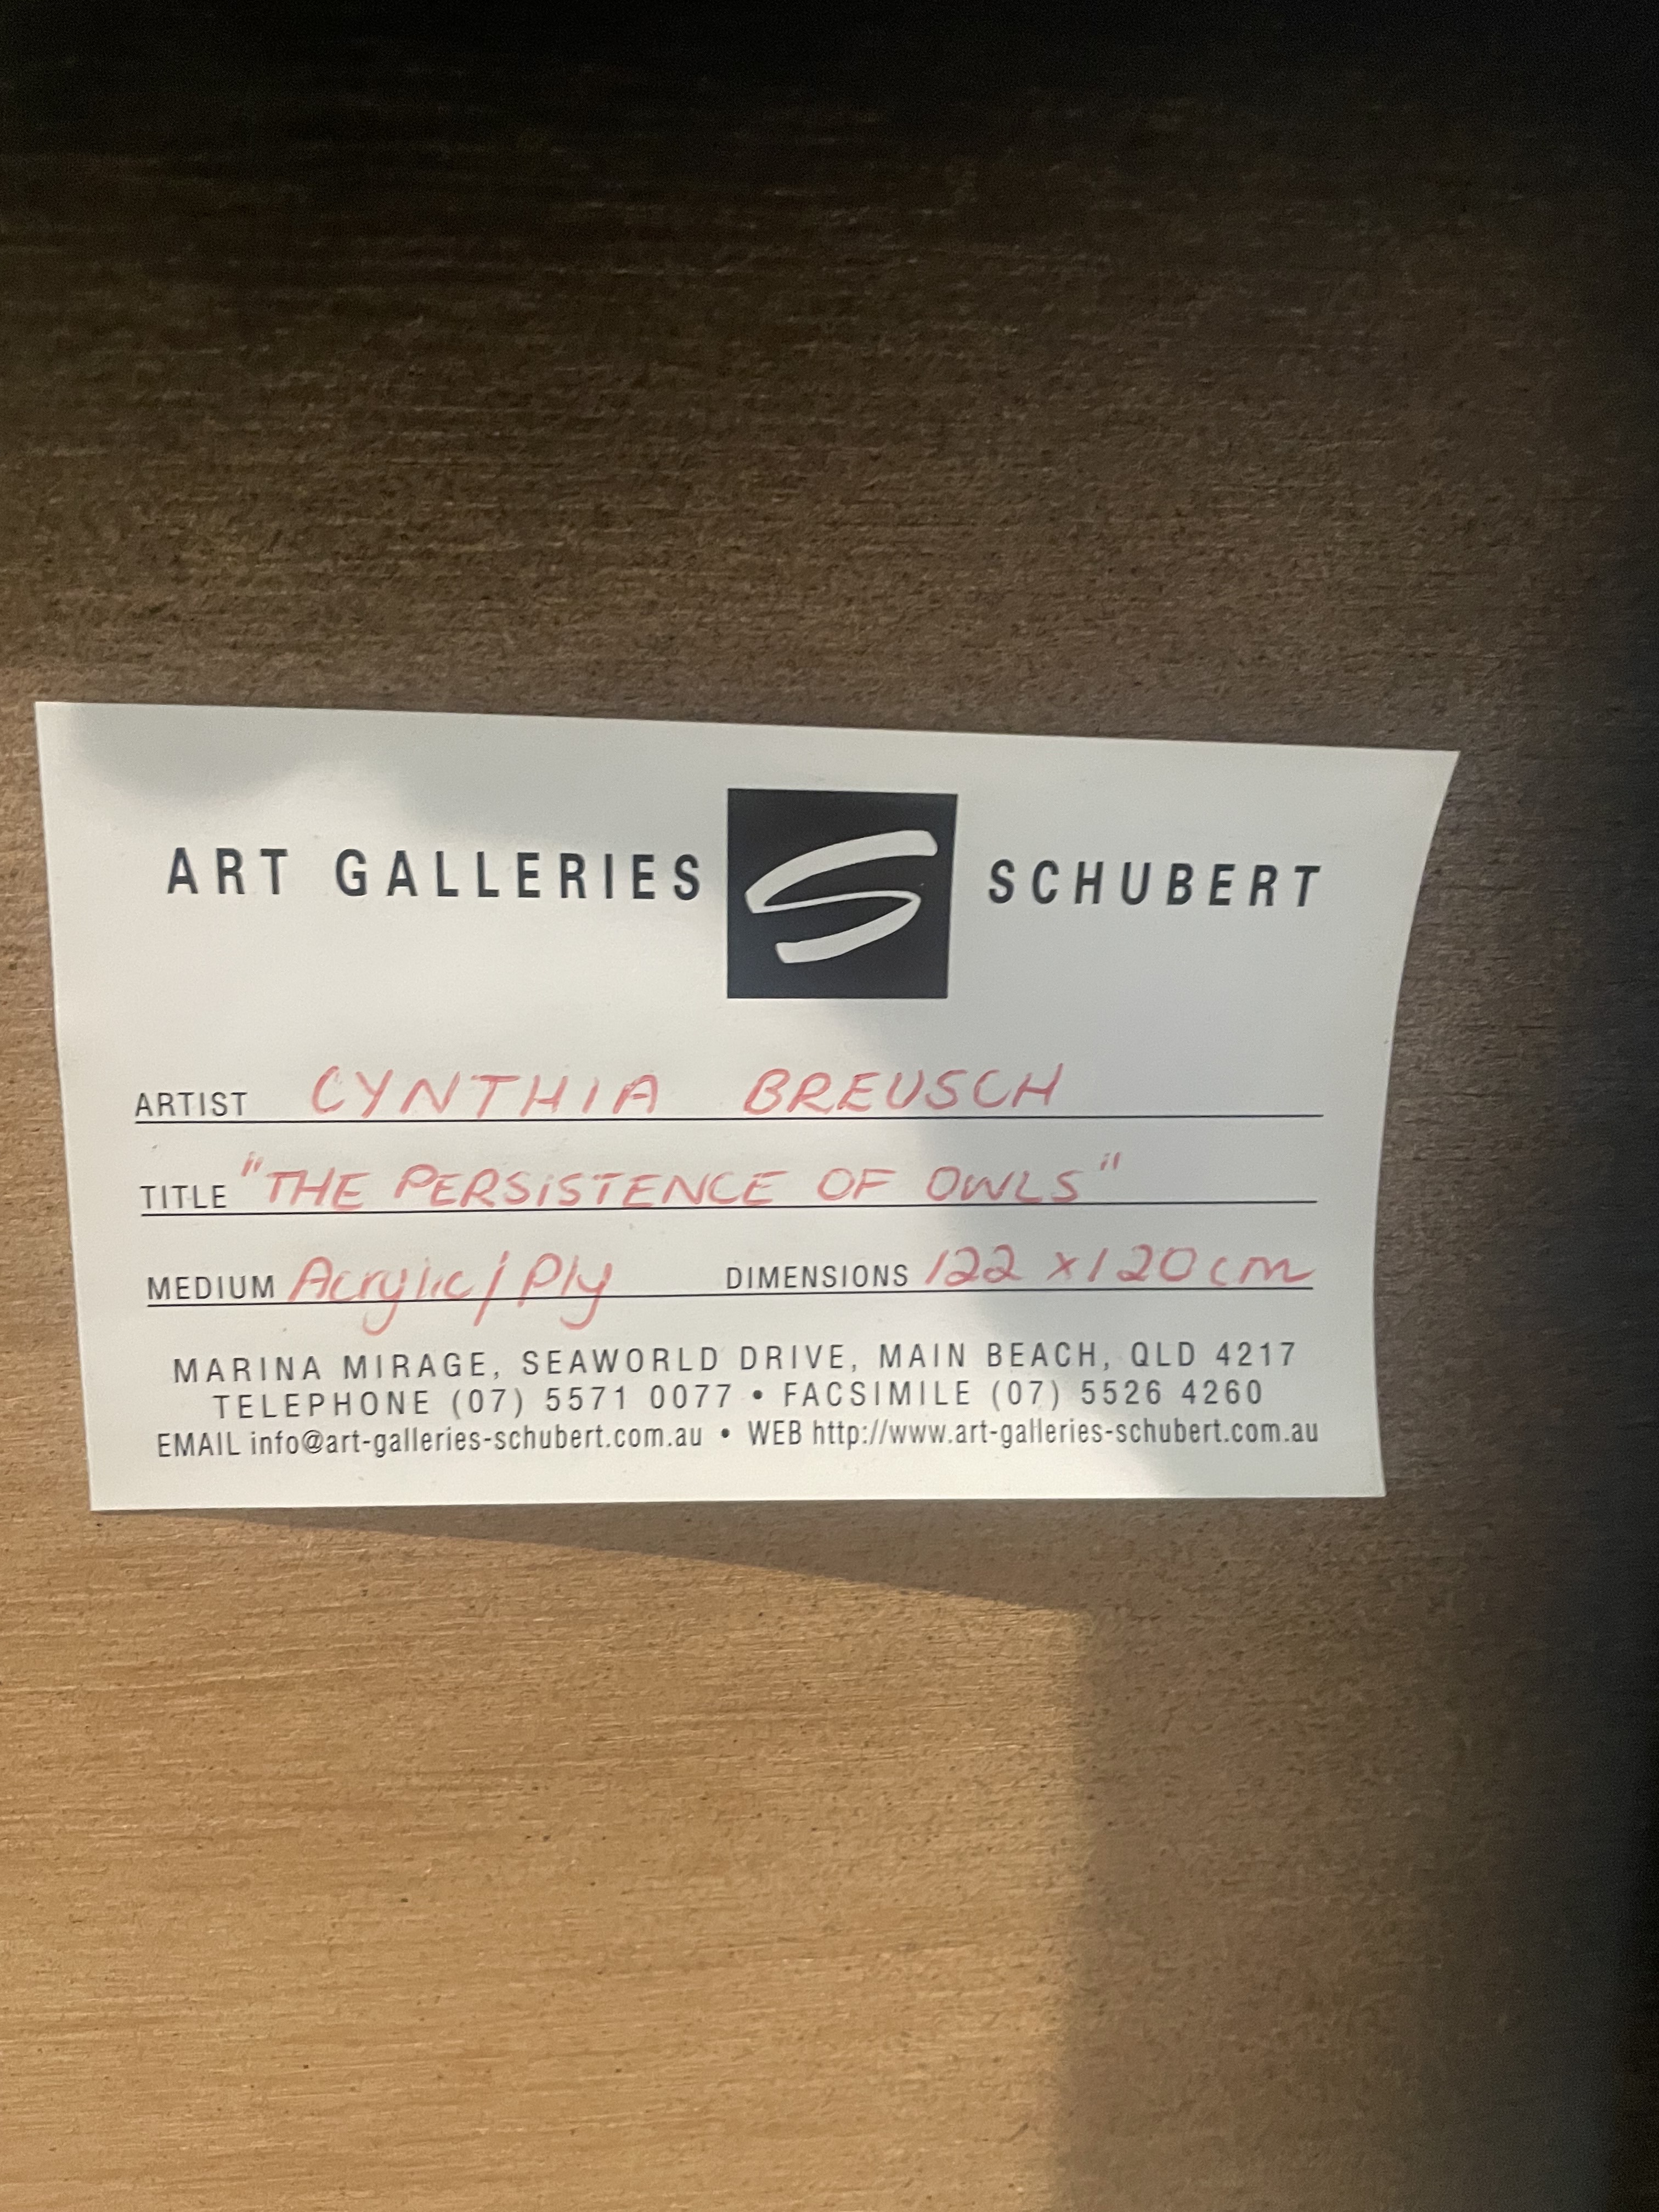 ART GALLERIES S SCHUBERT
ARTIST CYNTHIA BREUSCH
TITLE "THE PERSISTENCE OF OWLS"
MEDIUM Acrylic/Ply DIMENSIONS 122 x 120cm
MARINA MIRAGE, SEAWORLD DRIVE, MAIN BEACH, QLD 4217
TELEPHONE (07) 5571 0077 • FACSIMILE (07) 5526 4260
EMAIL info@art-galleries-schubert.com.au • WEB http://www.art-galleries-schubert.com.au